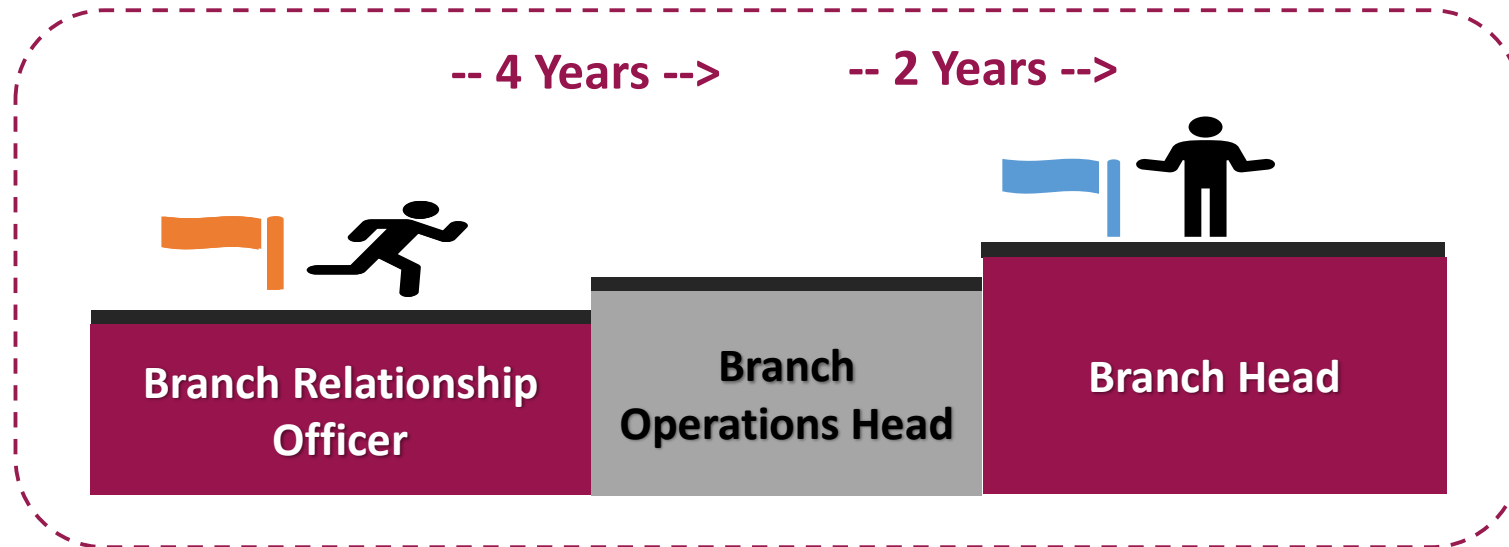 -- 4 Years -->
-- 2 Years -->
Branch Relationship
Officer
Branch
Operations Head
Branch Head